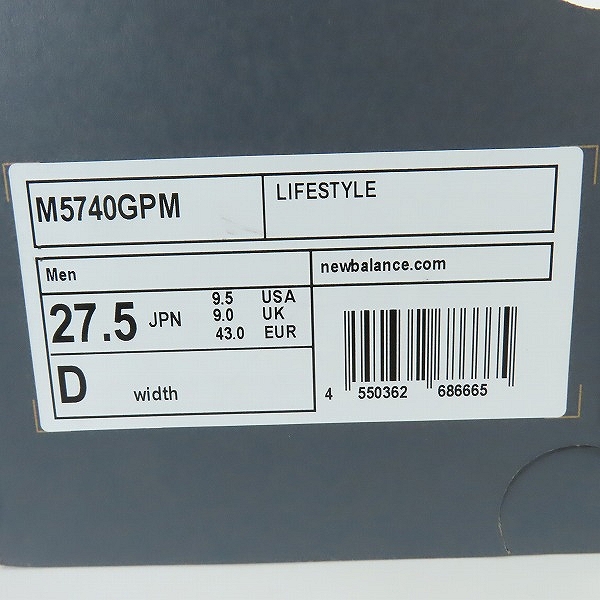 M5740GPM
LIFESTYLE
Men
newbalance.com
27.5 JPN
9.5 USA
9.0 UK
43.0 EUR
D width
4 550362 686665